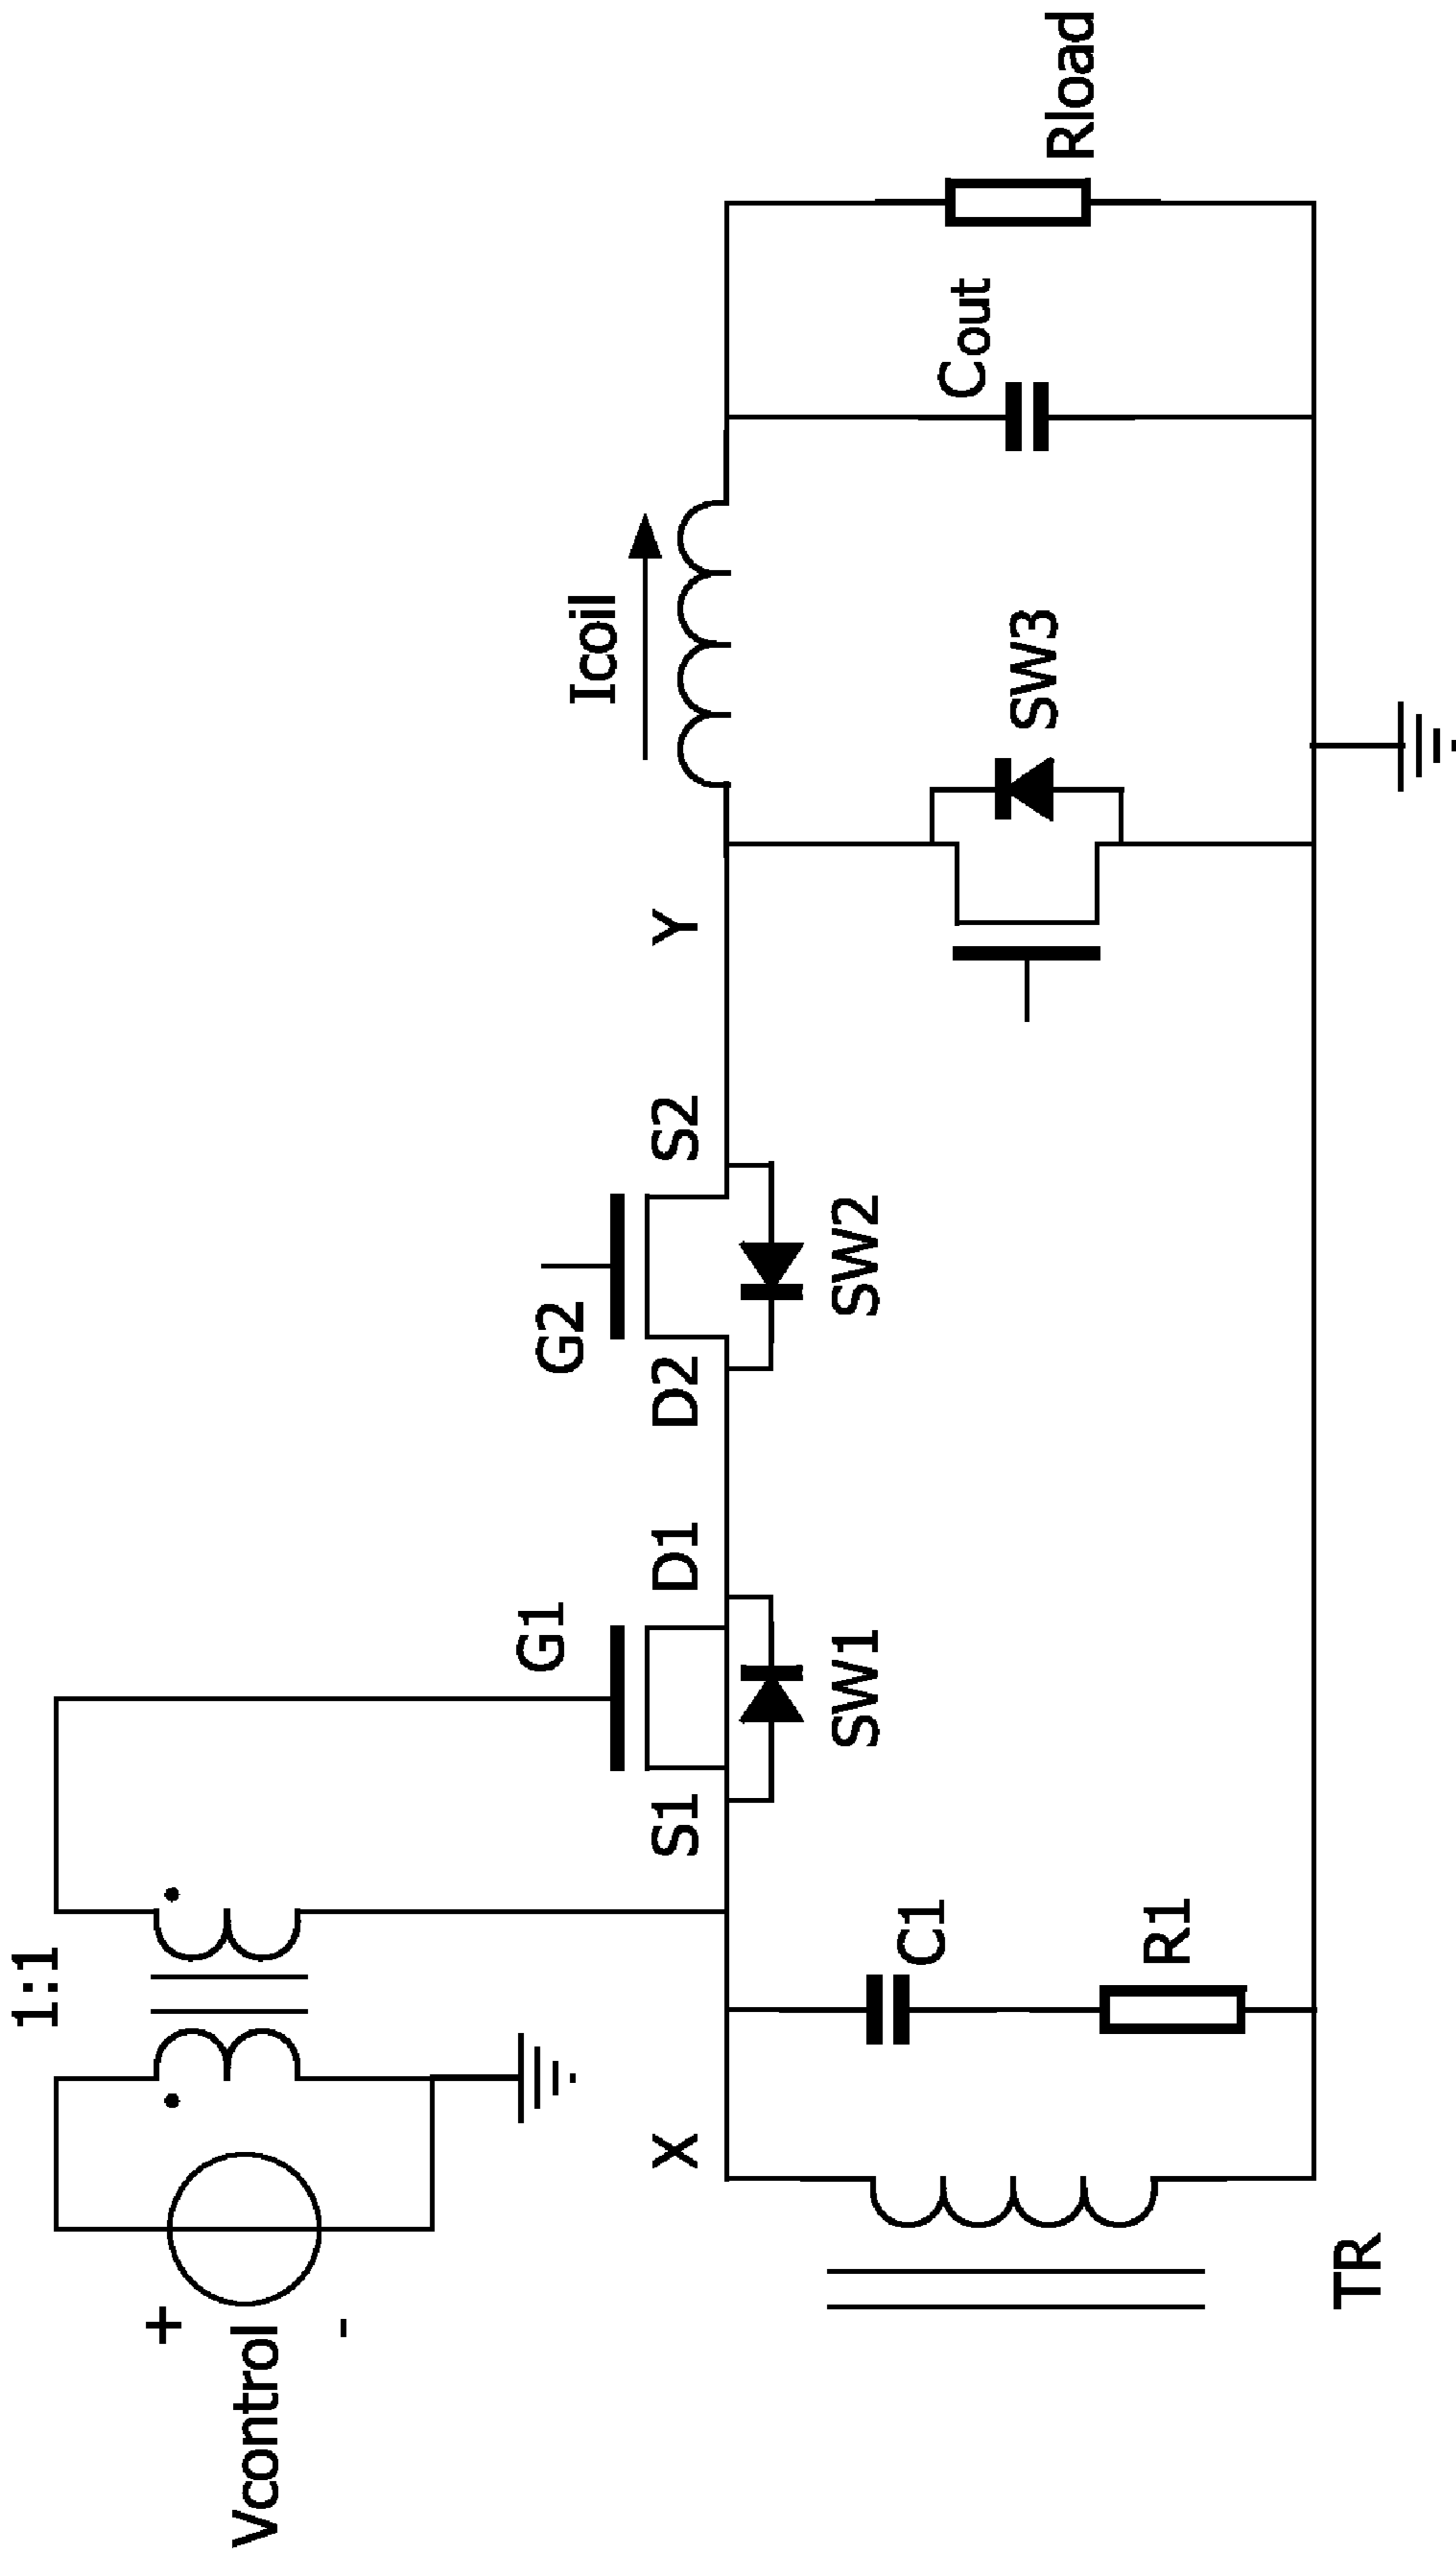 1:1
+
Vcontrol
-
G1
G2
Icoil
X
S1
D1
D2
S2
Y
SW1
SW2
C1
R1
SW3
Cout
Rload
TR